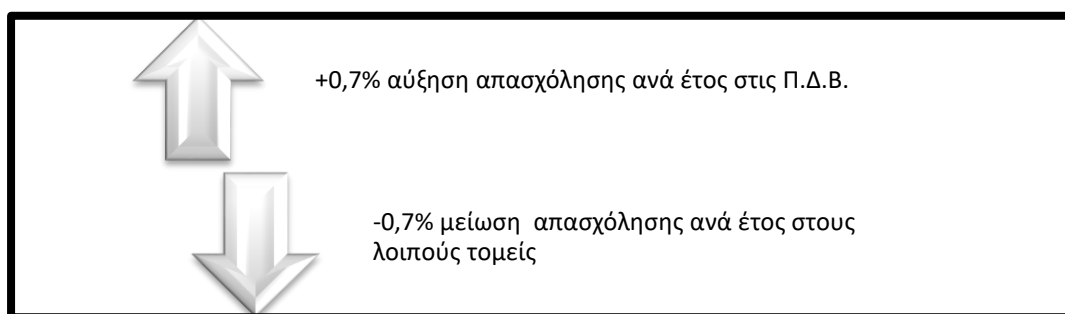 +0,7% αύξηση απασχόλησης ανά έτος στις Π.Δ.Β.
-0,7% μείωση  απασχόλησης ανά έτος στους
λοιπούς τομείς